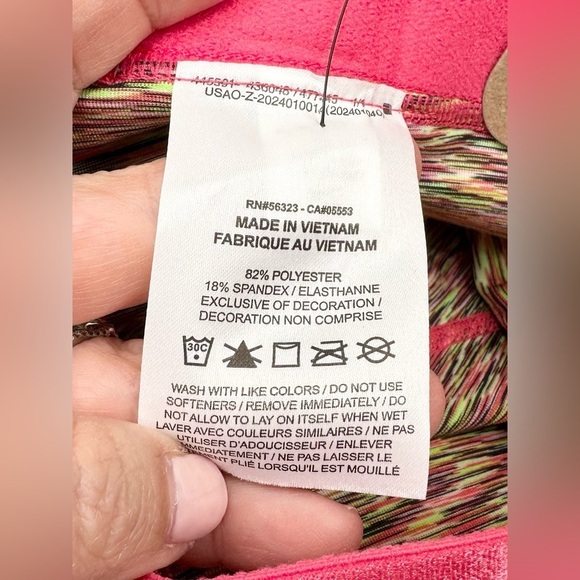 USAO-Z-202401001A (20240104)
RN#56323 - CA#05553
MADE IN VIETNAM
FABRIQUE AU VIETNAM
82% POLYESTER
18% SPANDEX / ELASTHANNE
EXCLUSIVE OF DECORATION /
DECORATION NON COMPRISE
30C
WASH WITH LIKE COLORS / DO NOT USE
SOFTENERS / REMOVE IMMEDIATELY / DO
NOT ALLOW TO LAY ON ITSELF WHEN WET
LAVER AVEC COULEURS SIMILAIRES / NE PAS
UTILISER D'ADOUCISSEUR / ENLEVER
IMMEDIATEMENT / NE PAS LAISSER LE
PLIÉ LORSQU'IL EST MOUILLÉ